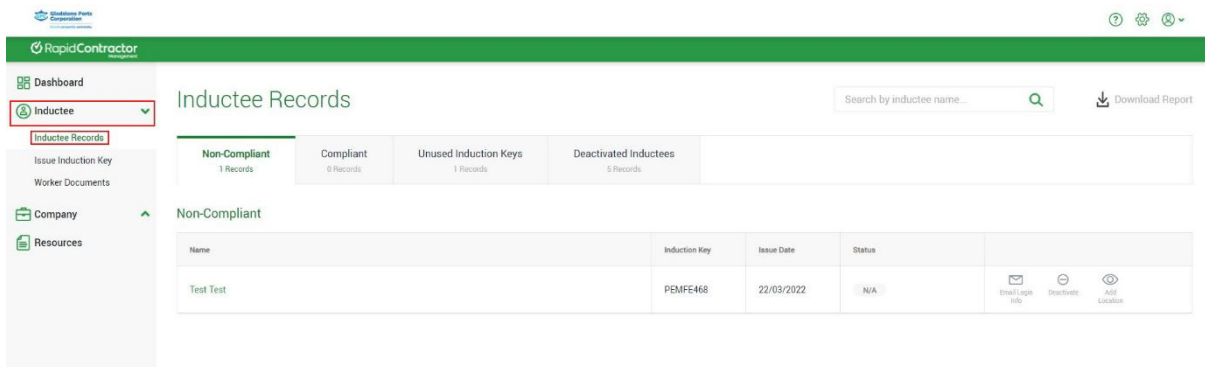 Gladstone Ports
Corporation
RapidContractor
Management
Dashboard
Inductee
Inductee Records
Issue Induction Key
Worker Documents
Company
Resources
Inductee Records
Search by inductee name...
Download Report
Non-Compliant
1 Records
Compliant
0 Records
Unused Induction Keys
1 Records
Deactivated Inductees
5 Records
Non-Compliant
Name Induction Key Issue Date Status
Test Test PEMFE468 22/03/2022 N/A
Email Login
Info
Deactivate
Add
Location